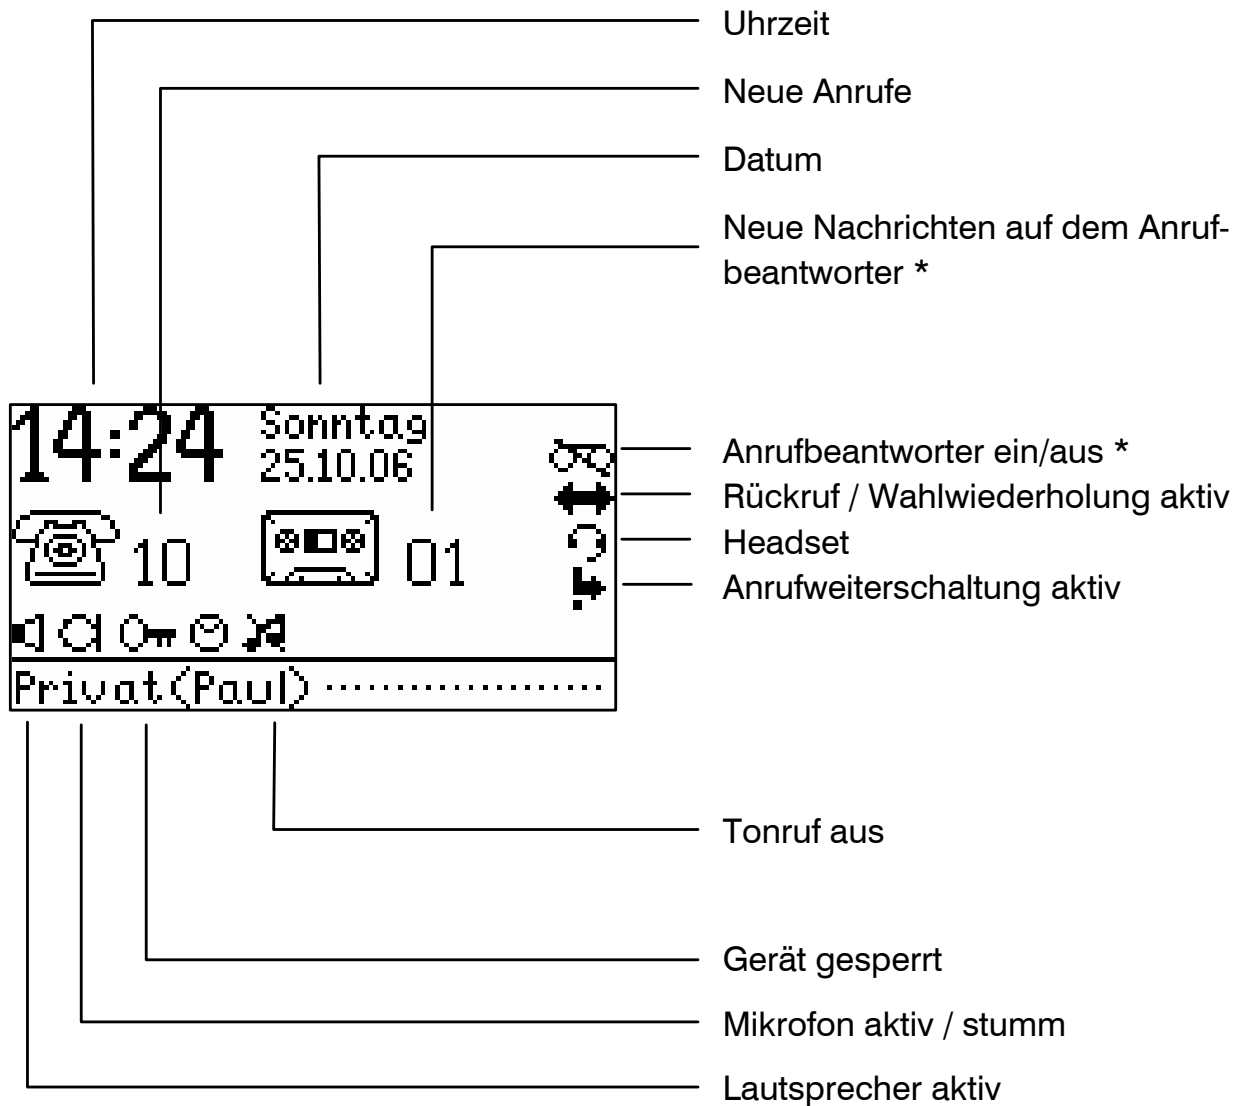 Uhrzeit
Neue Anrufe
Datum
Neue Nachrichten auf dem Anruf-
beantworter *
14:24
Sonntag
25.10.06
10
01
Anrufbeantworter ein/aus *
Rückruf / Wahlwiederholung aktiv
Headset
Anrufweiterschaltung aktiv
Privat(Paul) ····················
Tonruf aus
Gerät gesperrt
Mikrofon aktiv / stumm
Lautsprecher aktiv